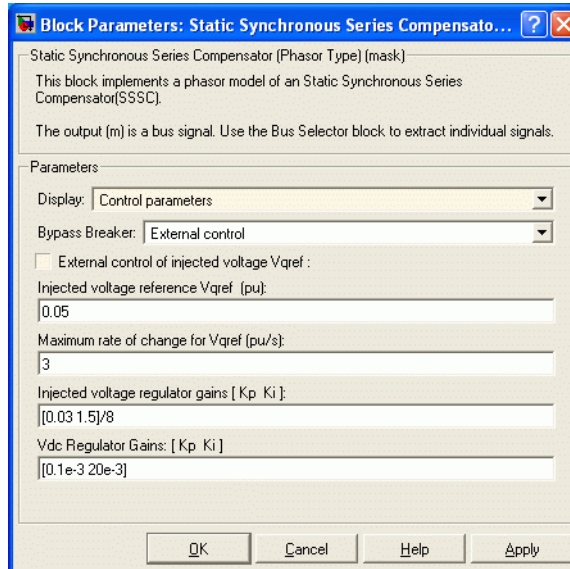 Block Parameters: Static Synchronous Series Compensato...
Static Synchronous Series Compensator (Phasor Type) (mask)
This block implements a phasor model of an Static Synchronous Series
Compensator(SSSC).
The output (m) is a bus signal. Use the Bus Selector block to extract individual signals.
Parameters
Display: Control parameters
Bypass Breaker: External control
External control of injected voltage Vqref :
Injected voltage reference Vqref (pu):
0.05
Maximum rate of change for Vqref (pu/s):
3
Injected voltage regulator gains [ Kp Ki ]:
[0.03 1.5]/8
Vdc Regulator Gains: [ Kp Ki ]
[0.1e-3 20e-3]
OK Cancel Help Apply